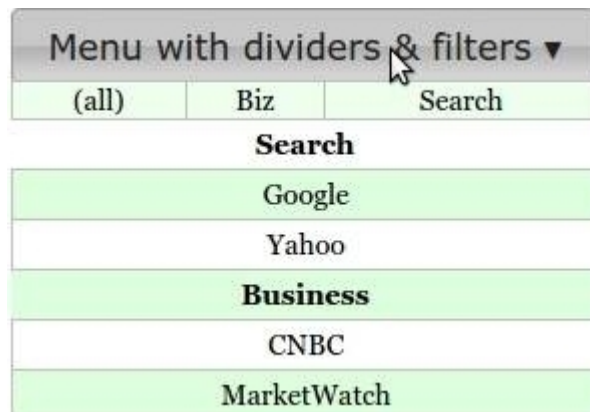 Menu with dividers & filters ▾
(all) Biz Search
Search
Google
Yahoo
Business
CNBC
MarketWatch